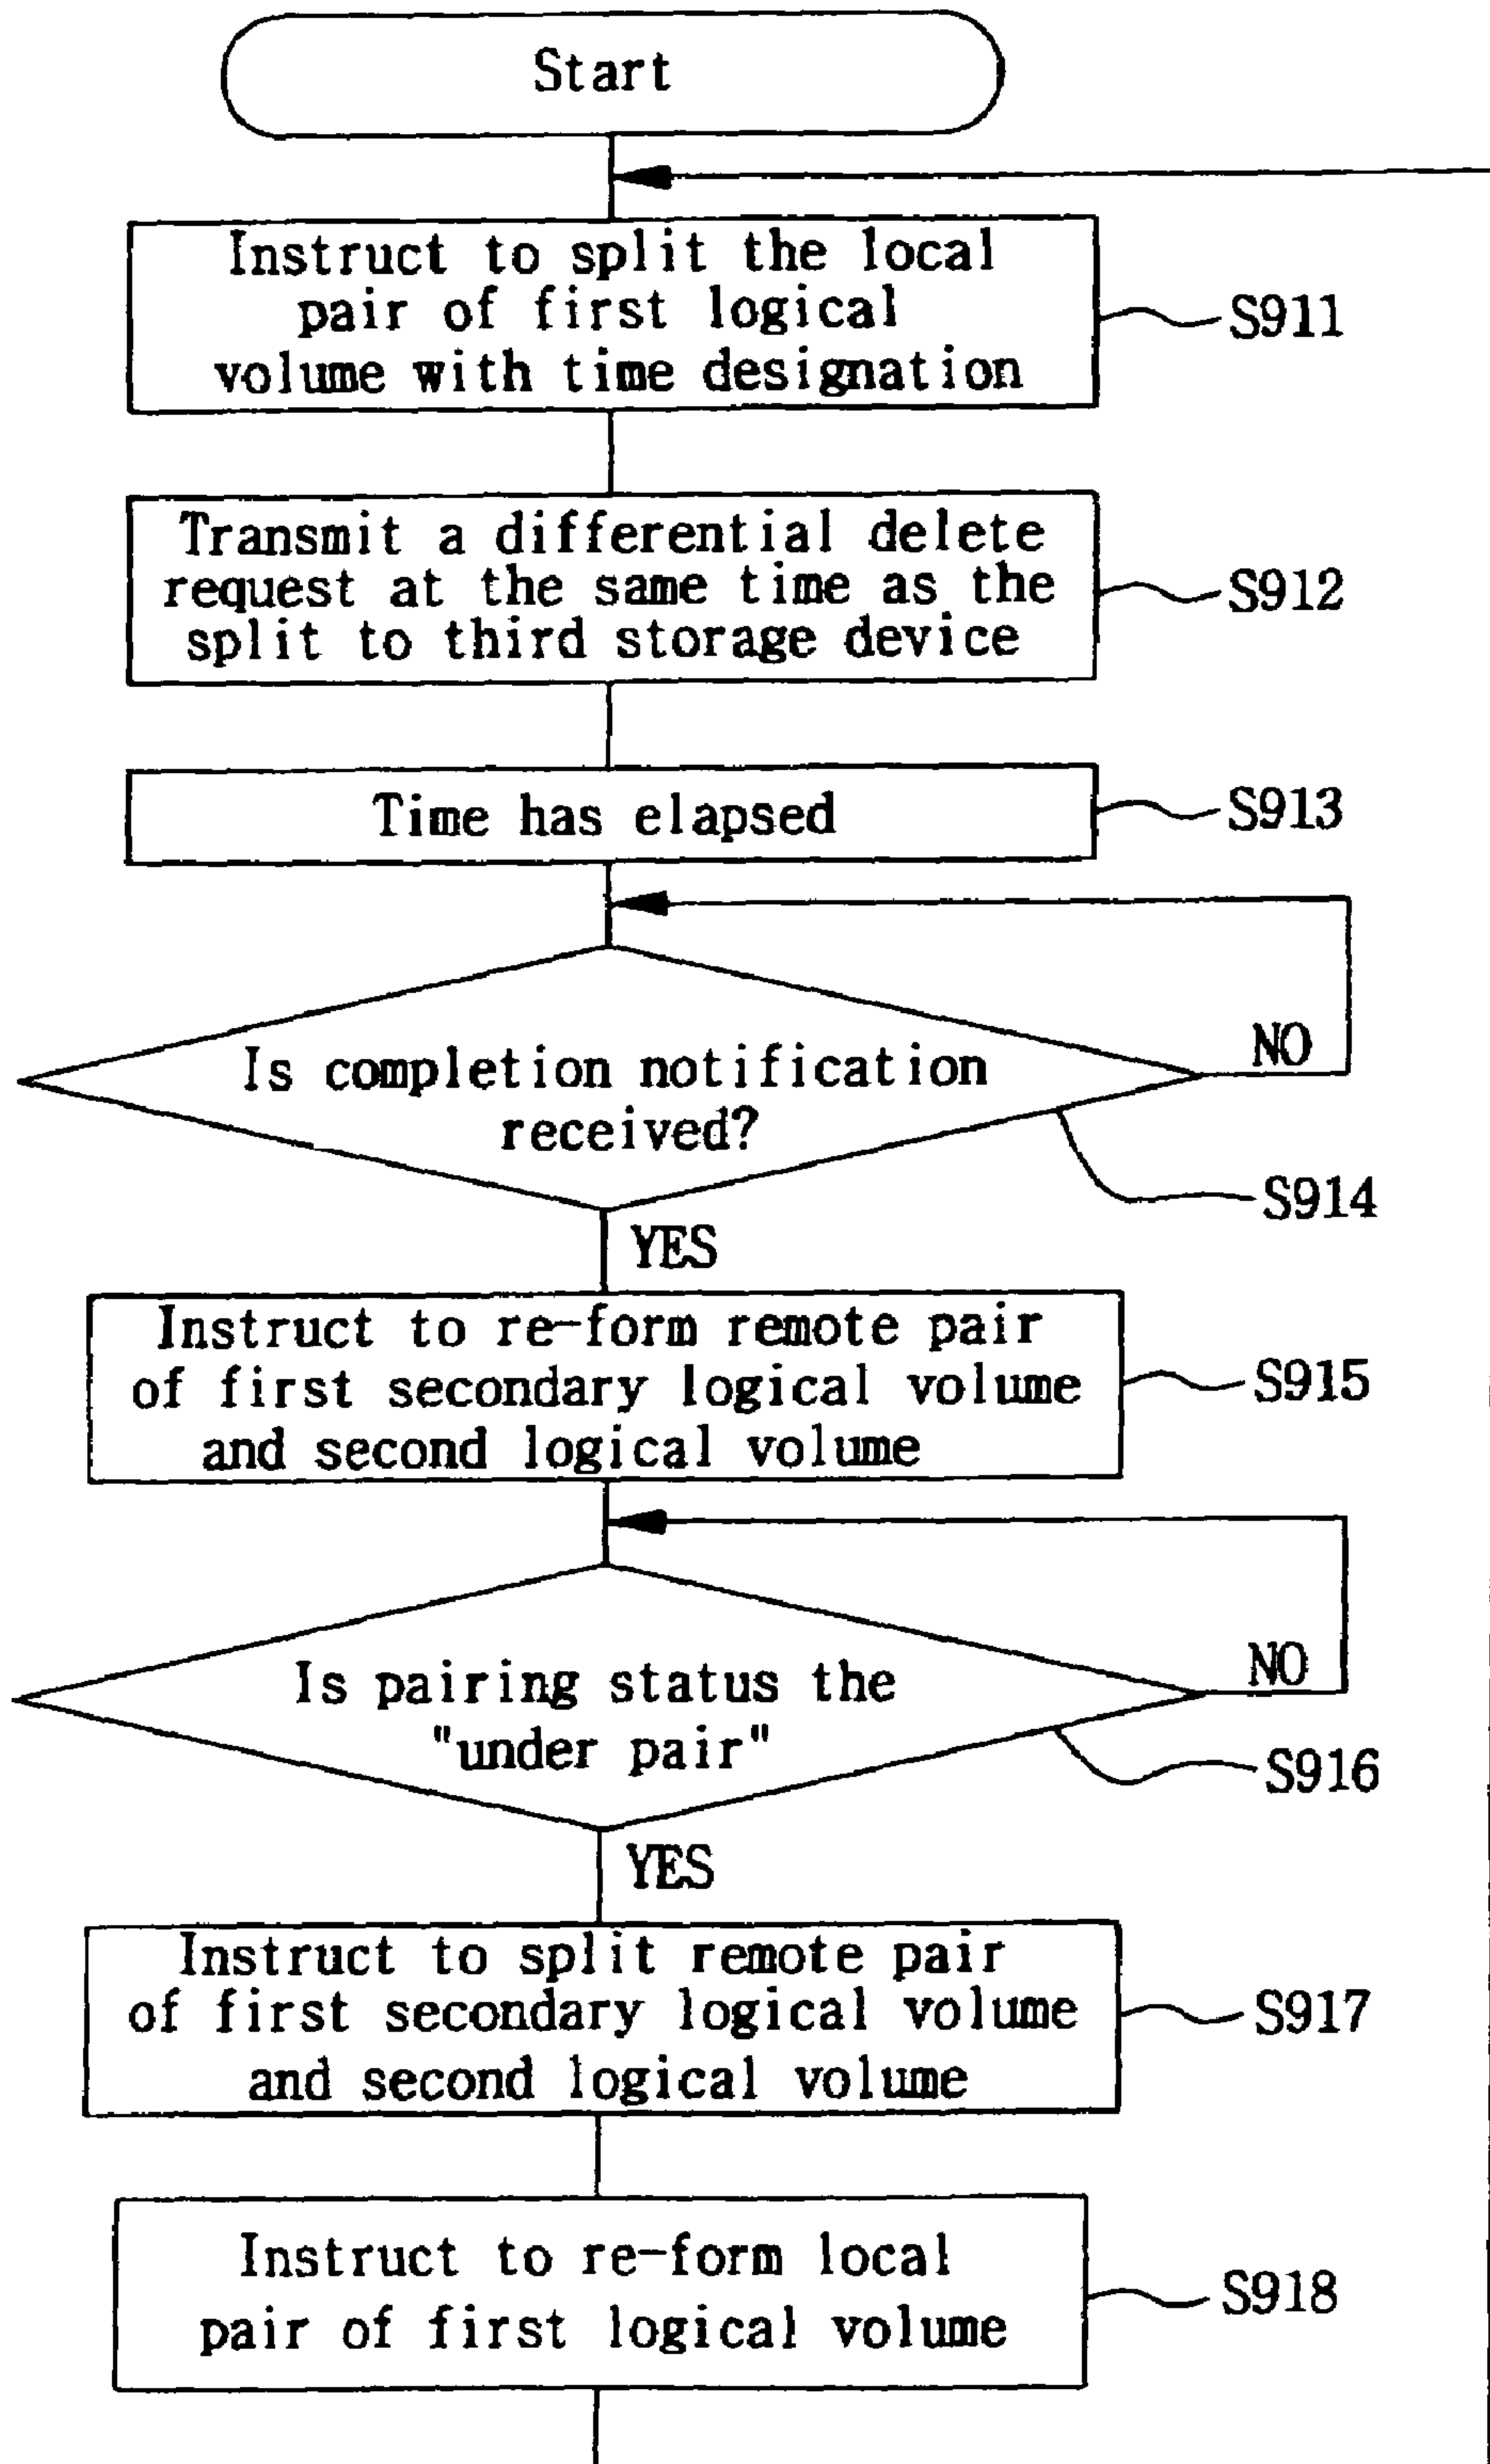 Start
Instruct to split the local
pair of first logical
volume with time designation
S911
Transmit a differential delete
request at the same time as the
split to third storage device
S912
Time has elapsed
S913
Is completion notification
received?
NO
S914
YES
Instruct to re-form remote pair
of first secondary logical volume
and second logical volume
S915
Is pairing status the
"under pair"
NO
S916
YES
Instruct to split remote pair
of first secondary logical volume
and second logical volume
S917
Instruct to re-form local
pair of first logical volume
S918